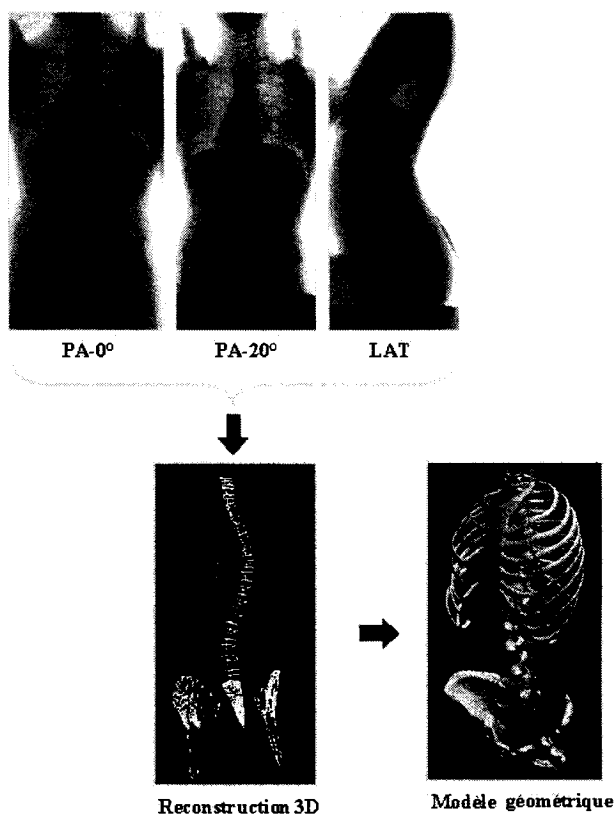 PA-0°
PA-20°
LAT
Reconstruction 3D
Modèle géométrique